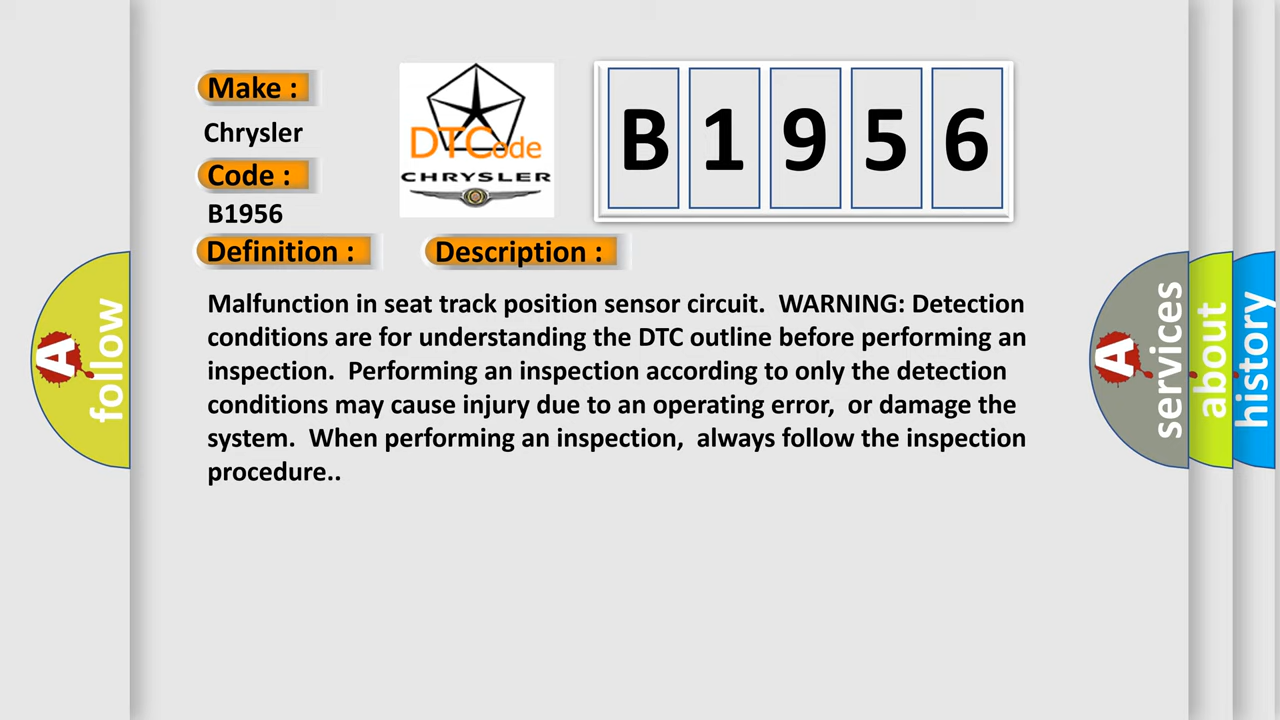 Make :
Chrysler
Code :
B1956
DTCode
CHRYSLER
B 1 9 5 6
Definition :
Description :
Malfunction in seat track position sensor circuit. WARNING: Detection
conditions are for understanding the DTC outline before performing an
inspection. Performing an inspection according to only the detection
conditions may cause injury due to an operating error, or damage the
system. When performing an inspection, always follow the inspection
procedure..
A follow
A services
about
history